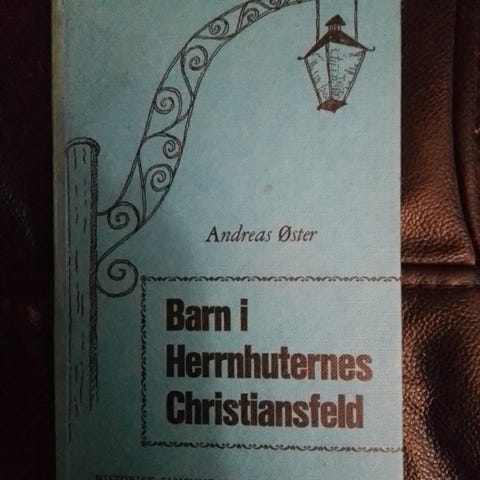 Andreas Øster
Barn i
Herrnhuternes
Christiansfeld